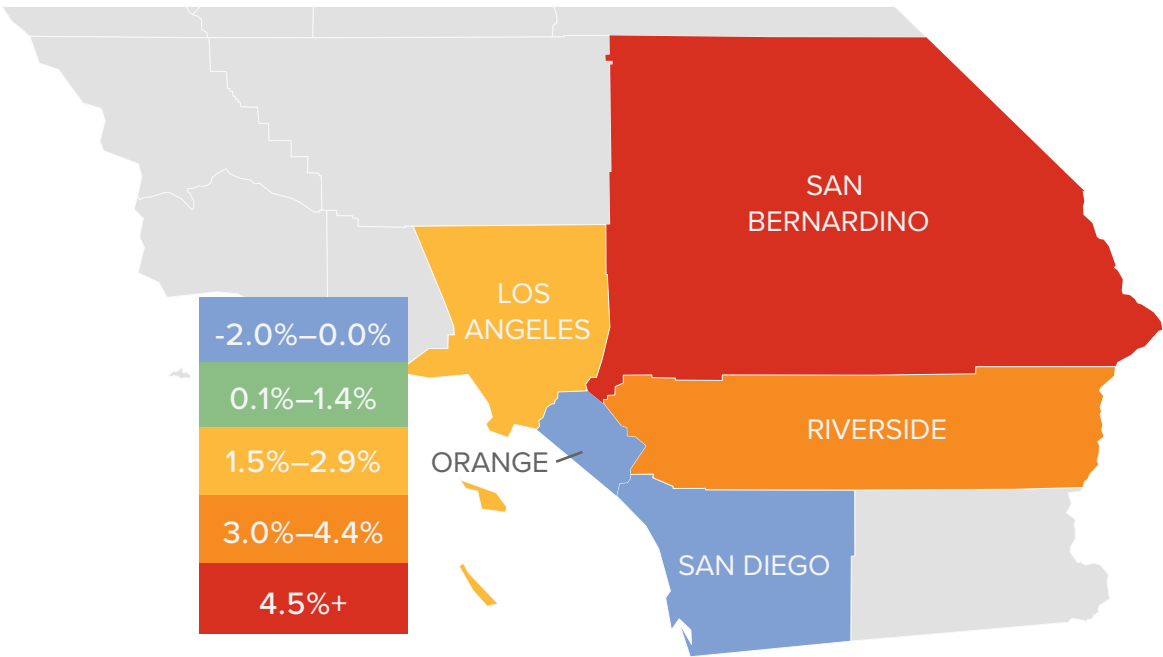 SAN
BERNARDINO
LOS
ANGELES
-2.0%–0.0%
0.1%–1.4%
1.5%–2.9%
3.0%–4.4%
4.5%+
RIVERSIDE
ORANGE
SAN DIEGO